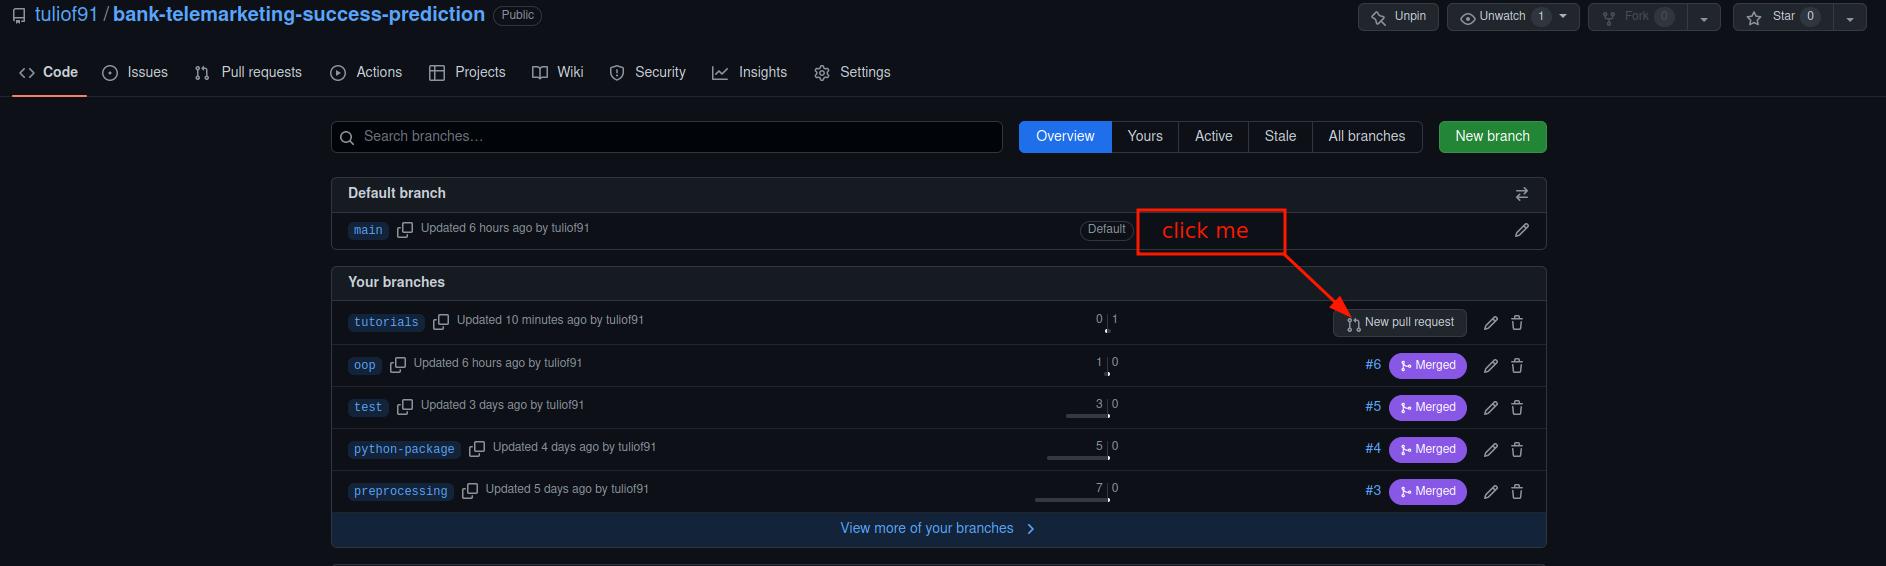 tuliof91 / bank-telemarketing-success-prediction Public Unpin Unwatch 1 Fork 0 Star 0
Code Issues Pull requests Actions Projects Wiki Security Insights Settings
Search branches... Overview Yours Active Stale All branches New branch
Default branch
main Updated 6 hours ago by tuliof91 Default click me
Your branches
tutorials Updated 10 minutes ago by tuliof91 0 1 New pull request
oop Updated 6 hours ago by tuliof91 1 0 #6 Merged
test Updated 3 days ago by tuliof91 3 0 #5 Merged
python-package Updated 4 days ago by tuliof91 5 0 #4 Merged
preprocessing Updated 5 days ago by tuliof91 7 0 #3 Merged
View more of your branches